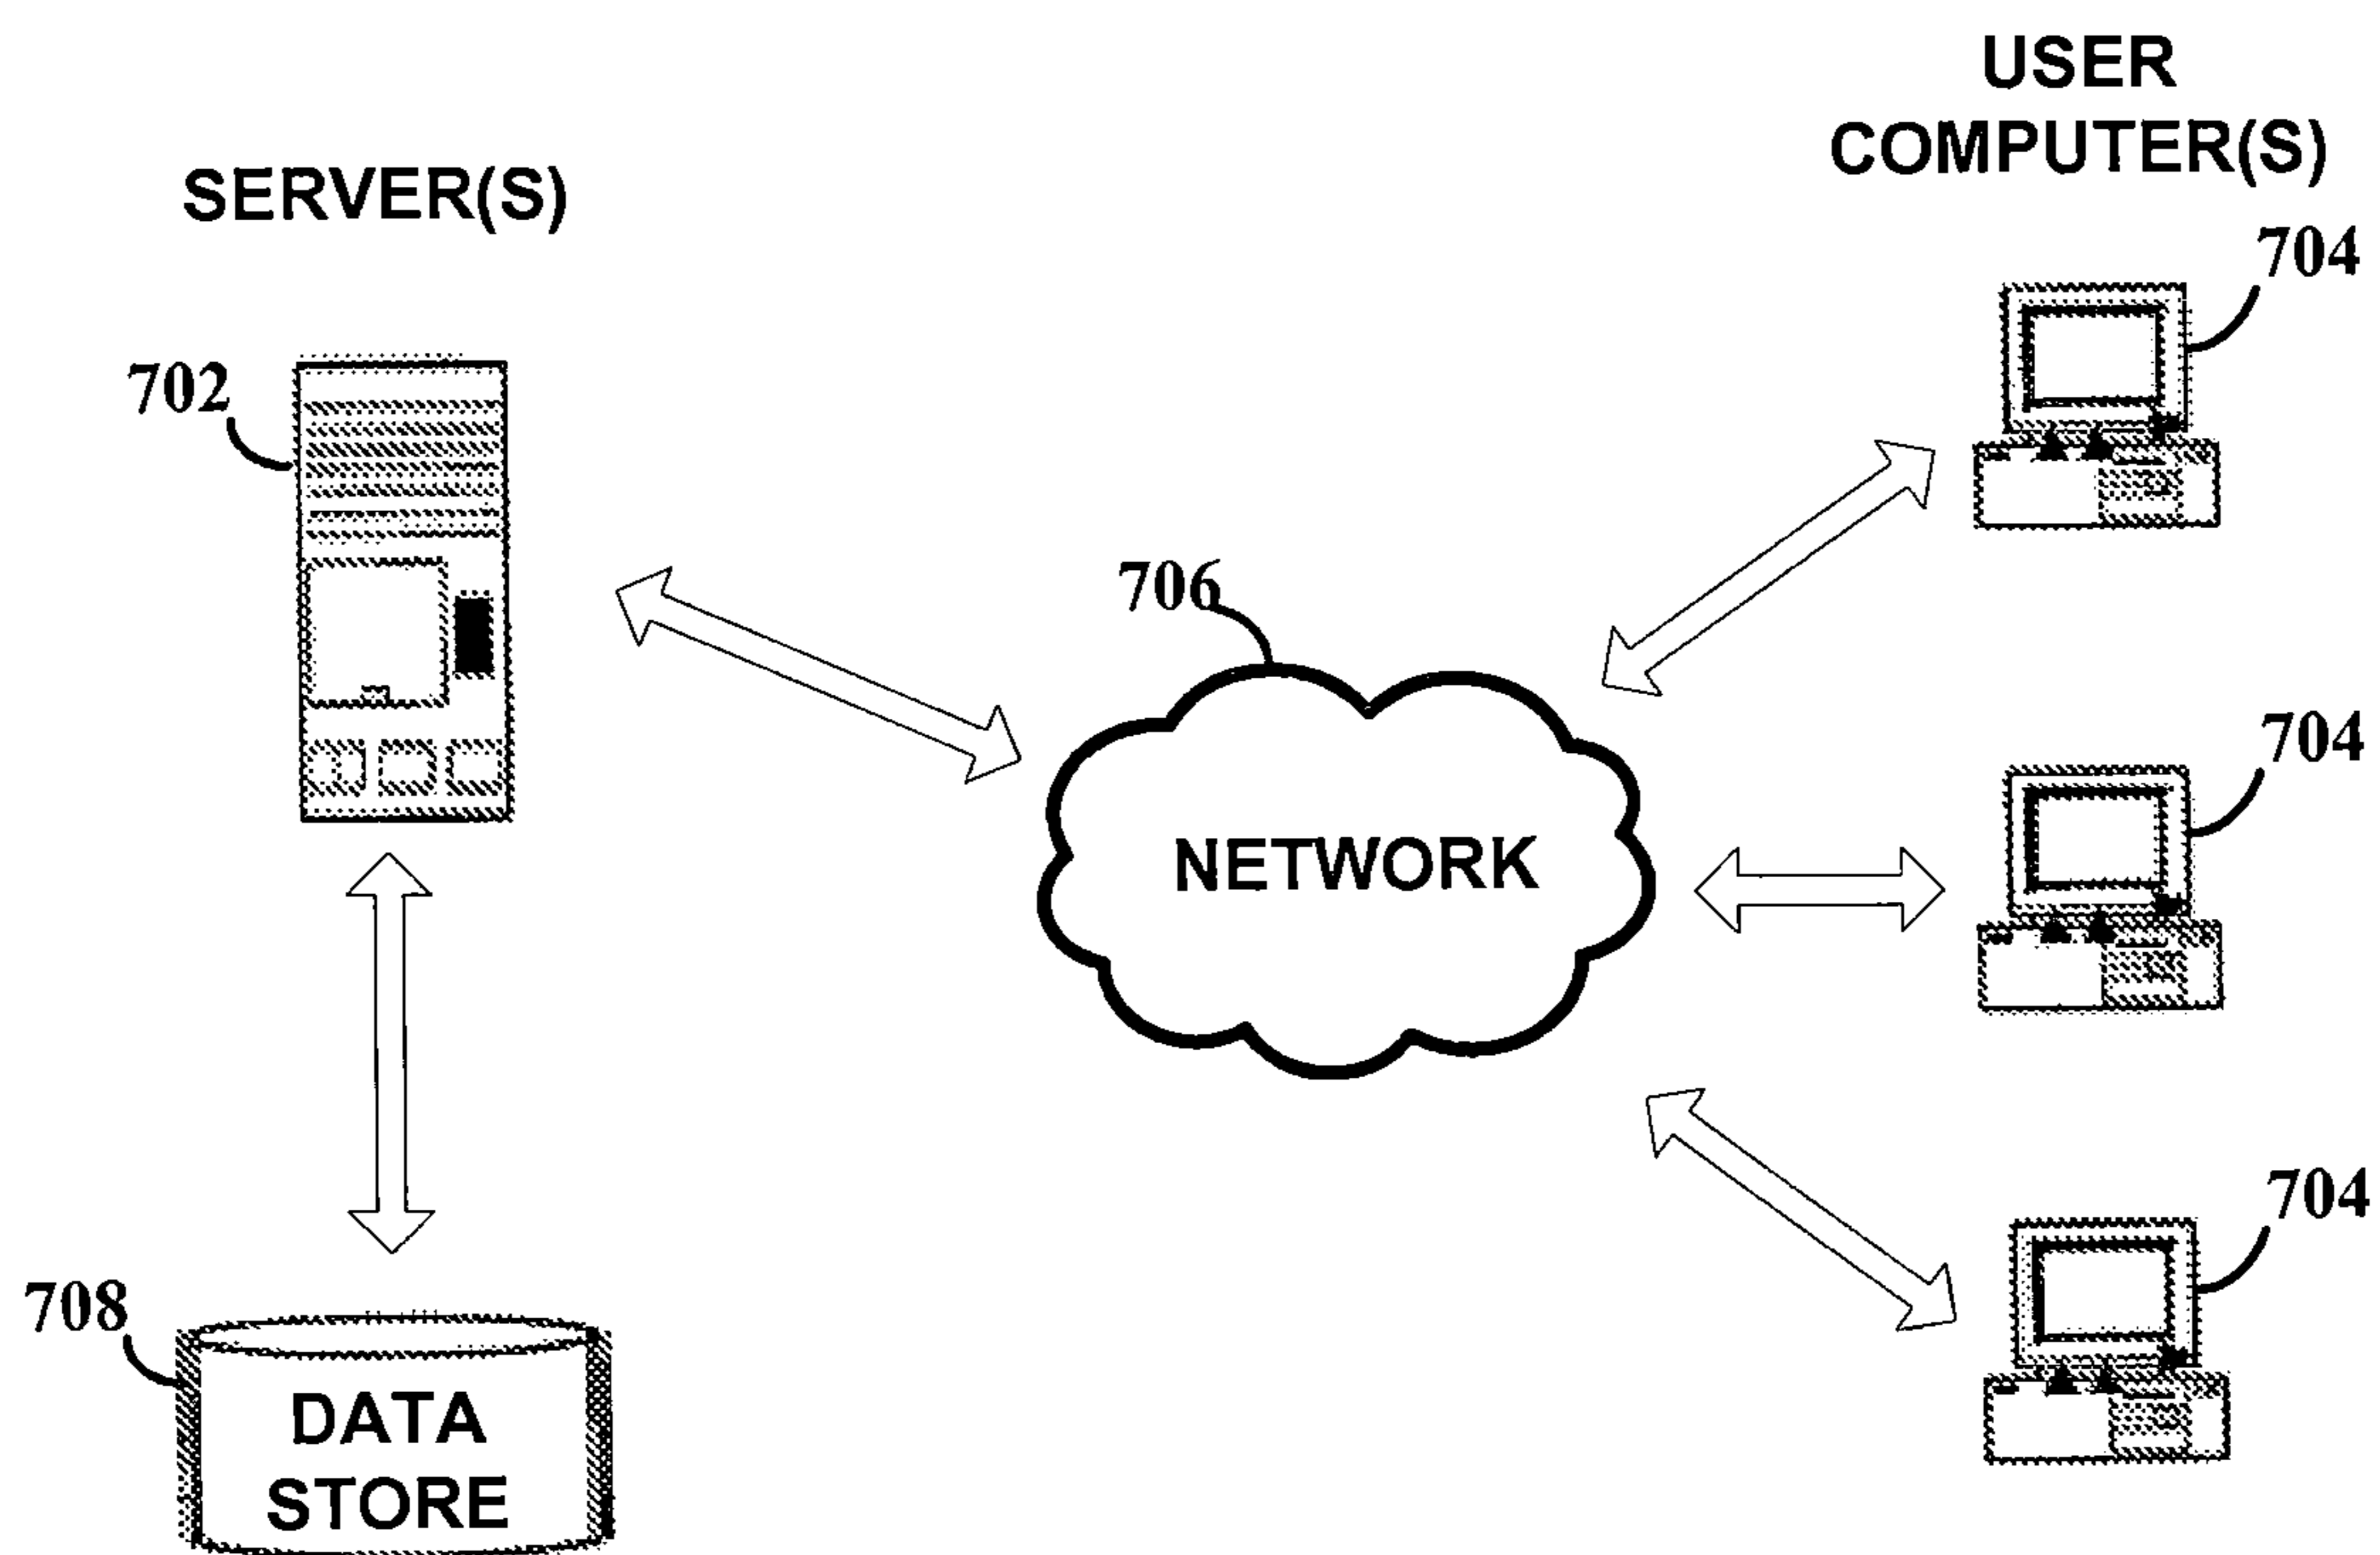 USER
COMPUTER(S)
SERVER(S)
704
702
706
704
NETWORK
704
708
DATA
STORE